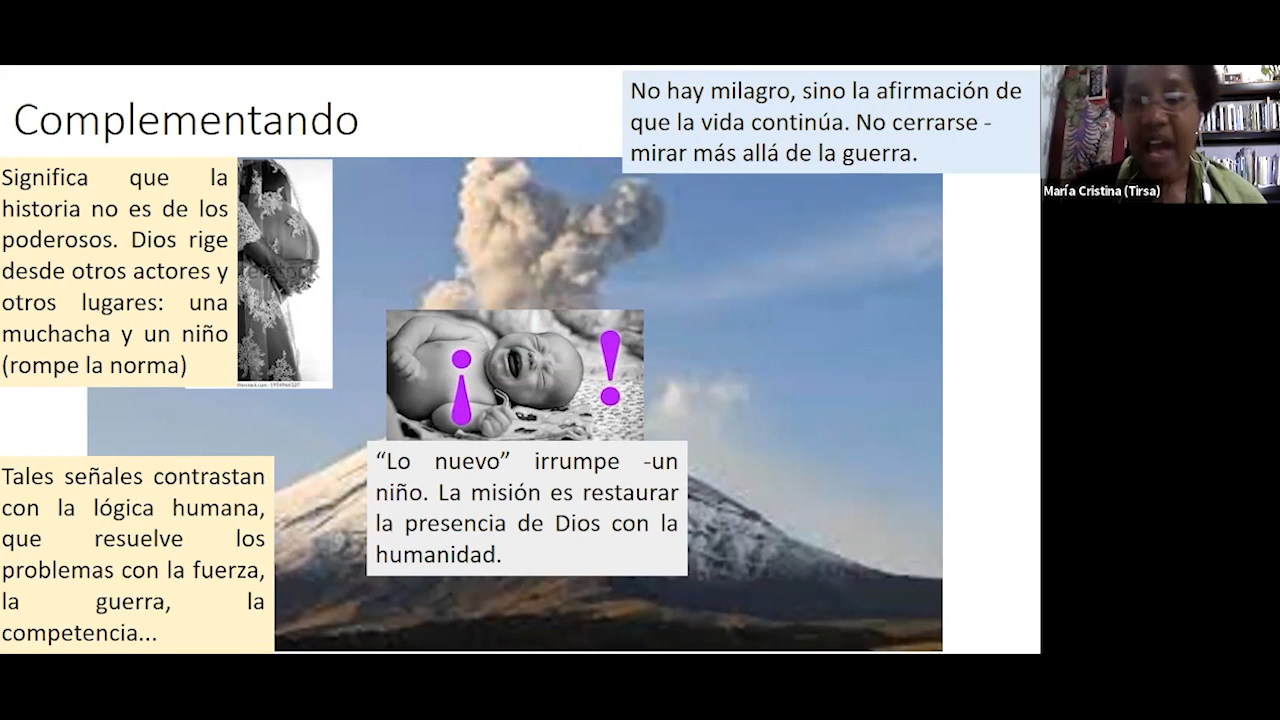 Complementando
No hay milagro, sino la afirmación de
que la vida continúa. No cerrarse -
mirar más allá de la guerra.
María Cristina (Tirsa)
Significa que la
historia no es de los
poderosos. Dios rige
desde otros actores y
otros lugares: una
muchacha y un niño
(rompe la norma)
¡ !
“Lo nuevo” irrumpe -un
niño. La misión es restaurar
la presencia de Dios con la
humanidad.
Tales señales contrastan
con la lógica humana,
que resuelve los
problemas con la fuerza,
la guerra, la
competencia...